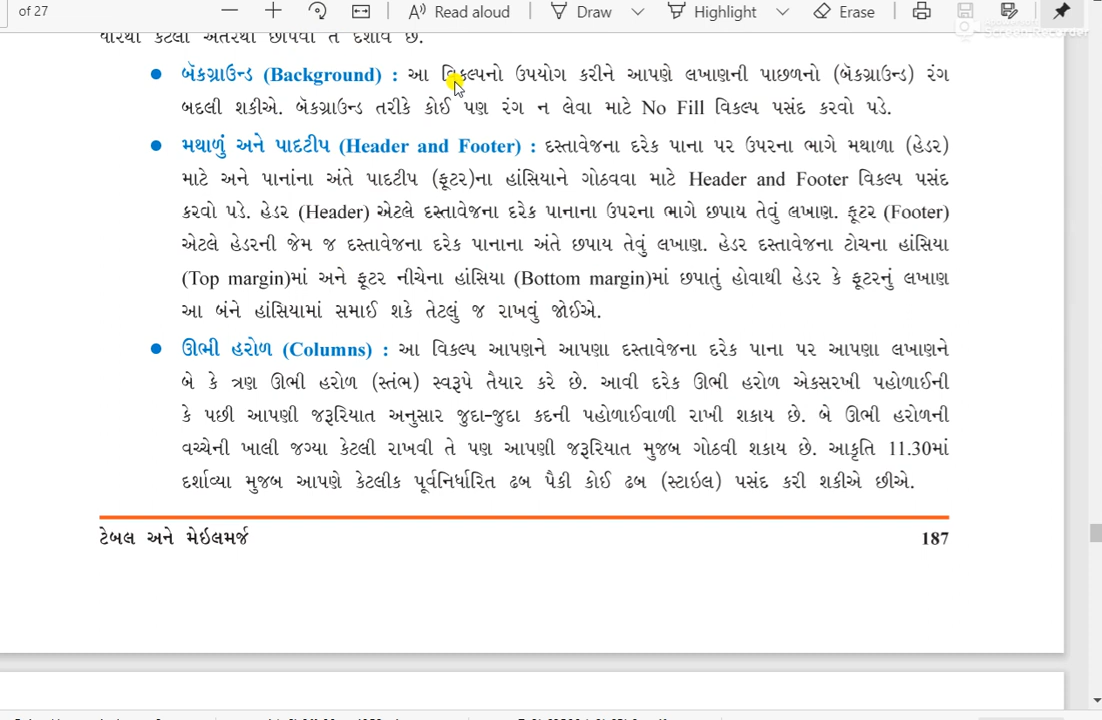 of 27
Read aloud
Draw
Highlight
Erase
વારથી કેટલા અંતરથી છાપવી તે દર્શાવે છે.
• બૅકગ્રાઉન્ડ (Background) : આ વિકલ્પનો ઉપયોગ કરીને આપણે લખાણની પાછળનો (બૅકગ્રાઉન્ડ) રંગ
બદલી શકીએ. બૅકગ્રાઉન્ડ તરીકે કોઈ પણ રંગ ન લેવા માટે No Fill વિકલ્પ પસંદ કરવો પડે.
• મથાળું અને પાદટીપ (Header and Footer) : દસ્તાવેજના દરેક પાના પર ઉપરના ભાગે મથાળા (હેડર)
માટે અને પાનાંના અંતે પાદટીપ (ફૂટર)ના હાંસિયાને ગોઠવવા માટે Header and Footer વિકલ્પ પસંદ
કરવો પડે. હેડર (Header) એટલે દસ્તાવેજના દરેક પાનાના ઉપરના ભાગે છપાય તેવું લખાણ. ફૂટર (Footer)
એટલે હેડરની જેમ જ દસ્તાવેજના દરેક પાનાના અંતે છપાય તેવું લખાણ. હેડર દસ્તાવેજના ટોચના હાંસિયા
(Top margin)માં અને ફૂટર નીચેના હાંસિયા (Bottom margin)માં છપાતું હોવાથી હેડર કે ફૂટરનું લખાણ
આ બંને હાંસિયામાં સમાઈ શકે તેટલું જ રાખવું જોઈએ.
• ઊભી હરોળ (Columns) : આ વિકલ્પ આપણને આપણા દસ્તાવેજના દરેક પાના પર આપણા લખાણને
બે કે ત્રણ ઊભી હરોળ (સ્તંભ) સ્વરૂપે તૈયાર કરે છે. આવી દરેક ઊભી હરોળ એકસરખી પહોળાઈની
કે પછી આપણી જરૂરિયાત અનુસાર જુદા-જુદા કદની પહોળાઈવાળી રાખી શકાય છે. બે ઊભી હરોળની
વચ્ચેની ખાલી જગ્યા કેટલી રાખવી તે પણ આપણી જરૂરિયાત મુજબ ગોઠવી શકાય છે. આકૃતિ 11.30માં
દર્શાવ્યા મુજબ આપણે કેટલીક પૂર્વનિર્ધારિત ઢબ પૈકી કોઈ ઢબ (સ્ટાઇલ) પસંદ કરી શકીએ છીએ.
ટેબલ અને મેઇલમર્જ
187